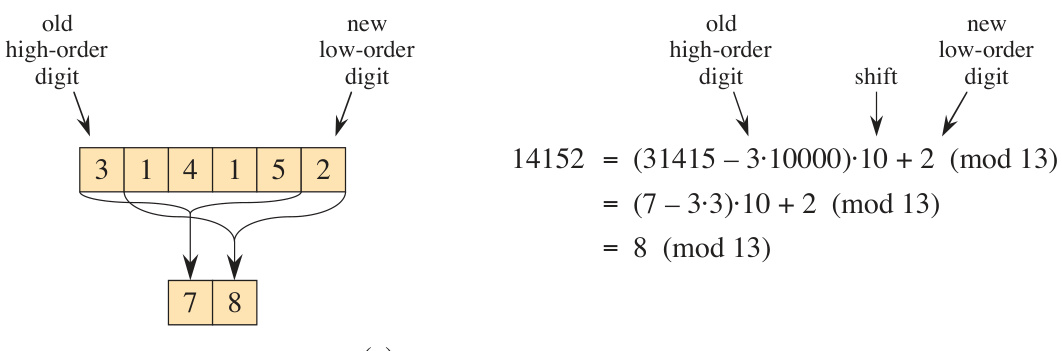 old
high-order
digit
new
low-order
digit
3 1 4 1 5 2
7 8
old
high-order
digit
shift
new
low-order
digit
14152 = (31415 – 3·10000)·10 + 2 (mod 13)
= (7 – 3·3)·10 + 2 (mod 13)
= 8 (mod 13)